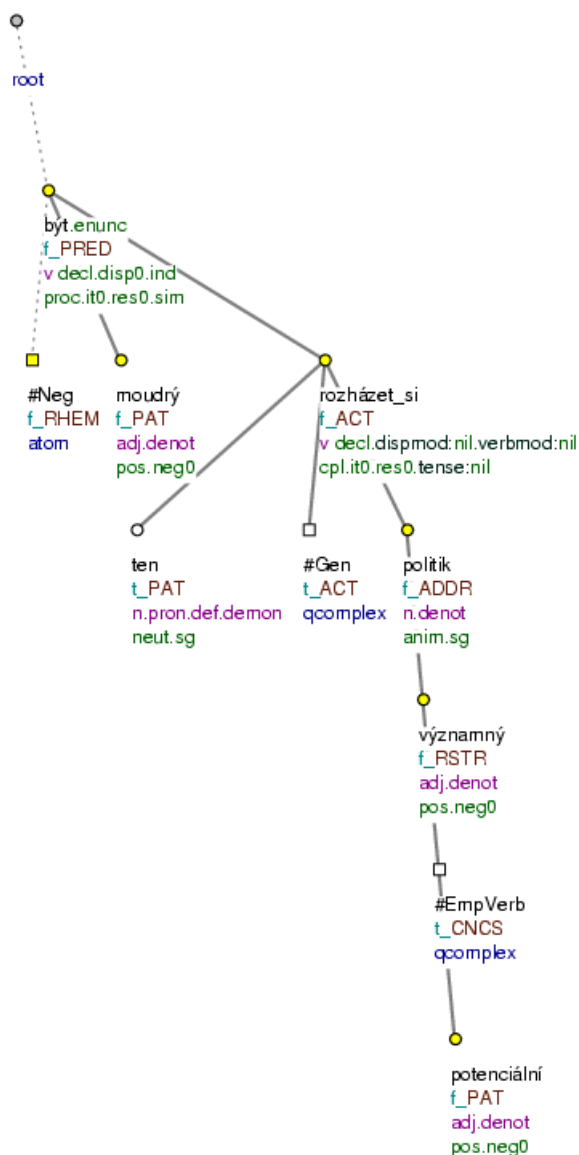 root
být.enunc
f_PRED
v decl.disp0.ind
proc.it0.res0.sim
#Neg
f_RHEM
atom
moudrý
f_PAT
adj.denot
pos.neg0
rozházet_si
f_ACT
v decl.dispmod:nil.verbmod:nil
cpl.it0.res0.tense:nil
ten
t_PAT
n.pron.def.demon
neut.sg
#Gen
t_ACT
qcomplex
politik
f_ADDR
n.denot
anim.sg
významný
f_RSTR
adj.denot
pos.neg0
#EmpVerb
t_CNCS
qcomplex
potenciální
f_PAT
adj.denot
pos.neg0